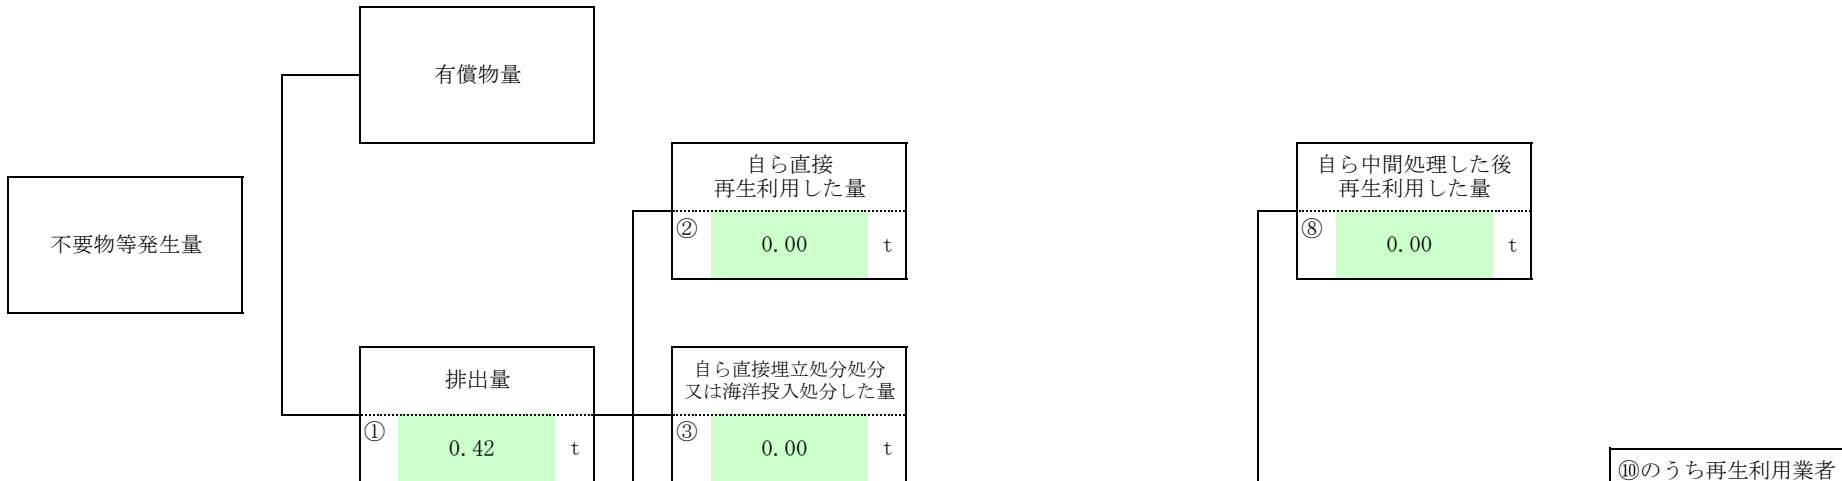 有償物量
自ら直接
再生利用した量
② 0.00 t
自ら中間処理した後
再生利用した量
⑧ 0.00 t
不要物等発生量
排出量
① 0.42 t
自ら直接埋立処分処分
又は海洋投入処分した量
③ 0.00 t
⑩のうち再生利用業者